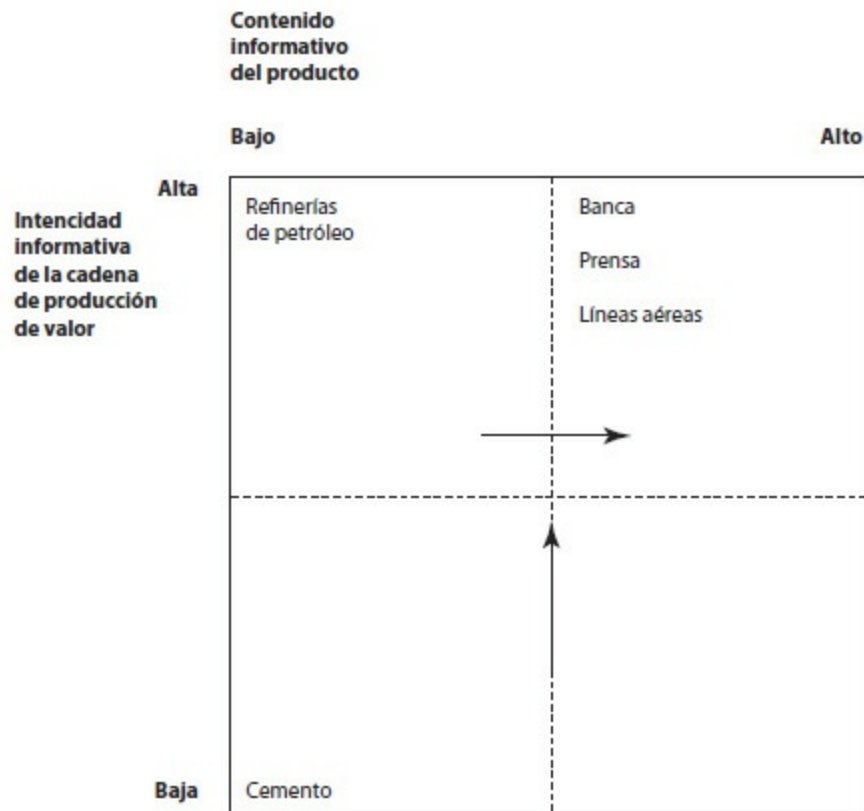 Contenido
informativo
del producto
Bajo
Alto
Alta
Intencidad
informativa
de la cadena
de producción
de valor
Refinerías
de petróleo
Banca
Prensa
Líneas aéreas
Baja
Cemento